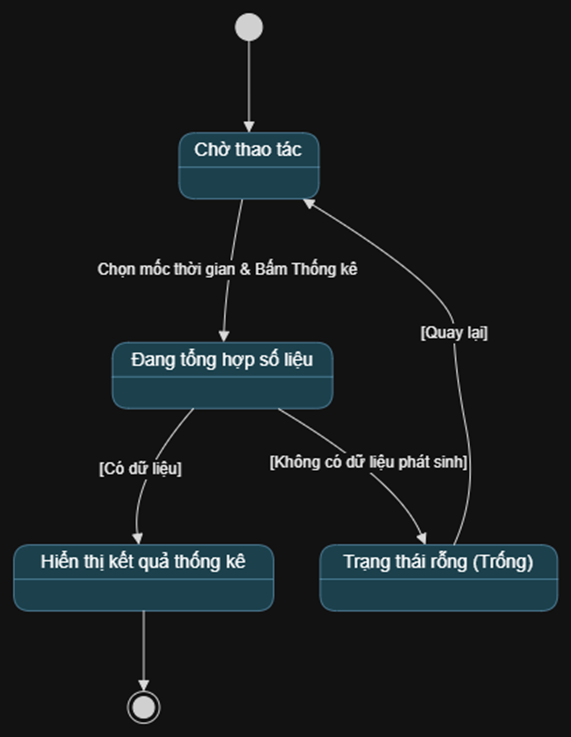 Chờ thao tác
Chọn mốc thời gian & Bấm Thống kê
[Quay lại]
Đang tổng hợp số liệu
[Có dữ liệu]
[Không có dữ liệu phát sinh]
Hiển thị kết quả thống kê
Trạng thái rỗng (Trống)